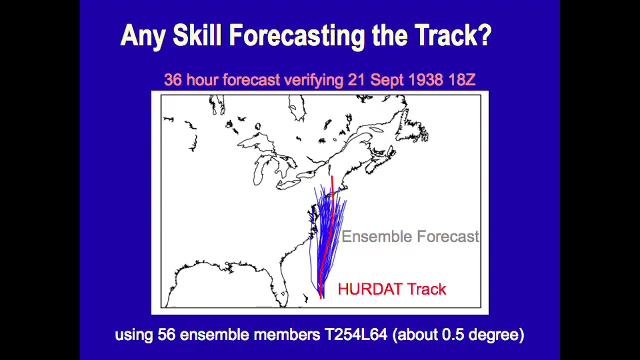 Any Skill Forecasting the Track?
36 hour forecast verifying 21 Sept 1938 18Z
Ensemble Forecast
HURDAT Track
using 56 ensemble members T254L64 (about 0.5 degree)